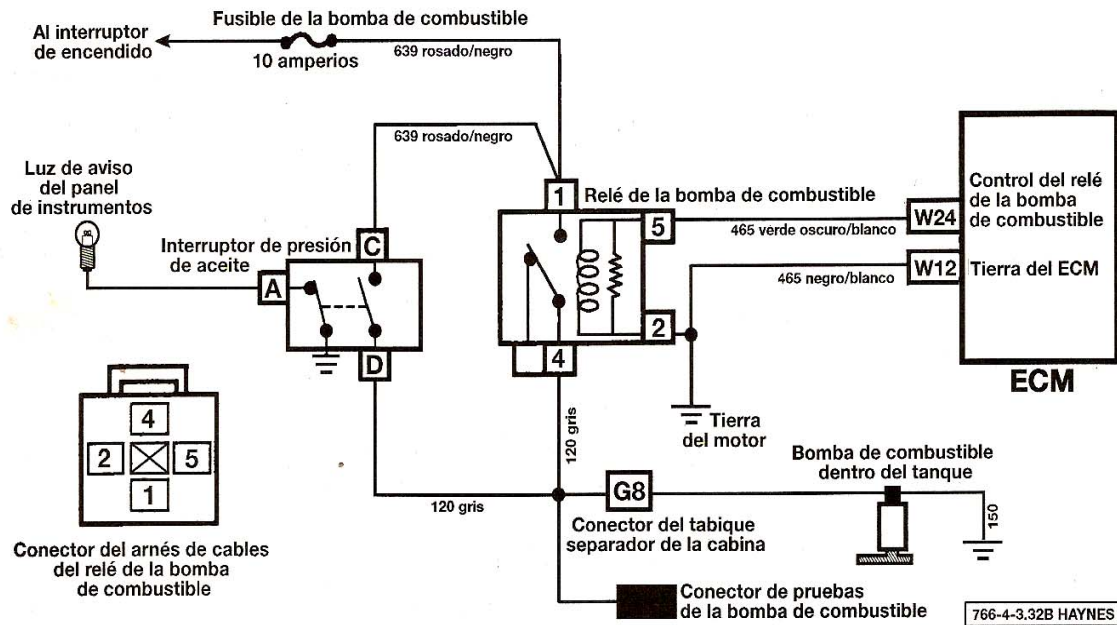 Fusible de la bomba de combustible
Al interruptor
de encendido
10 amperios
639 rosado/negro
639 rosado/negro
Luz de aviso
del panel
de instrumentos
Interruptor de presión
de aceite
C
A
D
1
Relé de la bomba de combustible
5
465 verde oscuro/blanco
W24
Control del relé
de la bomba
de combustible
465 negro/blanco
W12
Tierra del ECM
2
4
ECM
Tierra
del motor
120 gris
120 gris
G8
Conector del tabique
separador de la cabina
Bomba de combustible
dentro del tanque
150
4
2
5
1
Conector del arnés de cables
del relé de la bomba
de combustible
Conector de pruebas
de la bomba de combustible
766-4-3.32B HAYNES